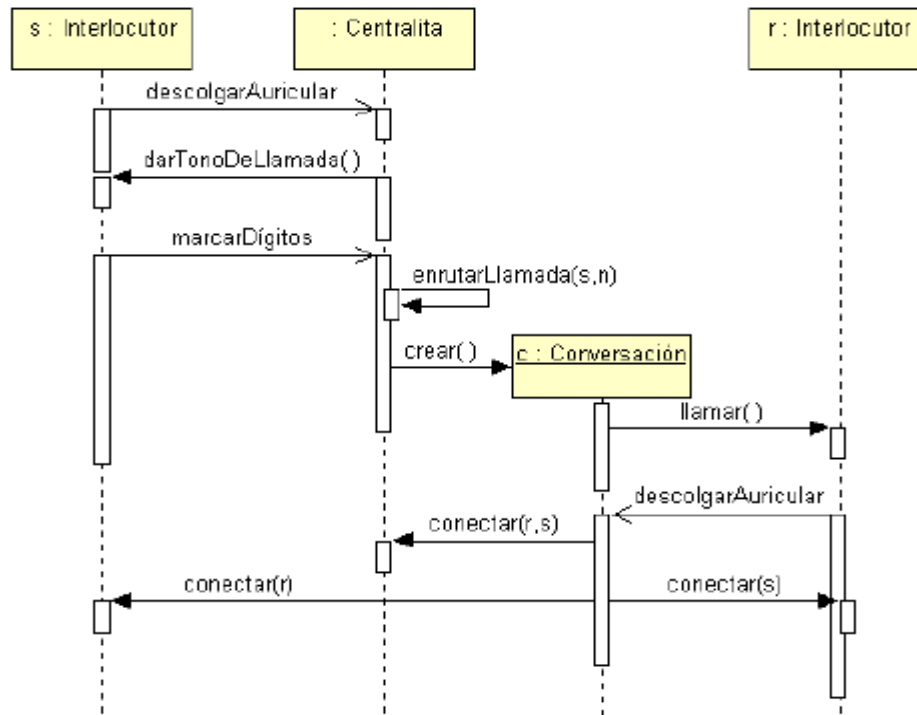 s : Interlocutor
: Centralita
r : Interlocutor
descolgarAuricular
darTonoDeLlamada( )
marcarDígitos
enrutarLlamada(s,n)
crear( )
c : Conversación
llamar( )
descolgarAuricular
conectar(r,s)
conectar(r)
conectar(s)